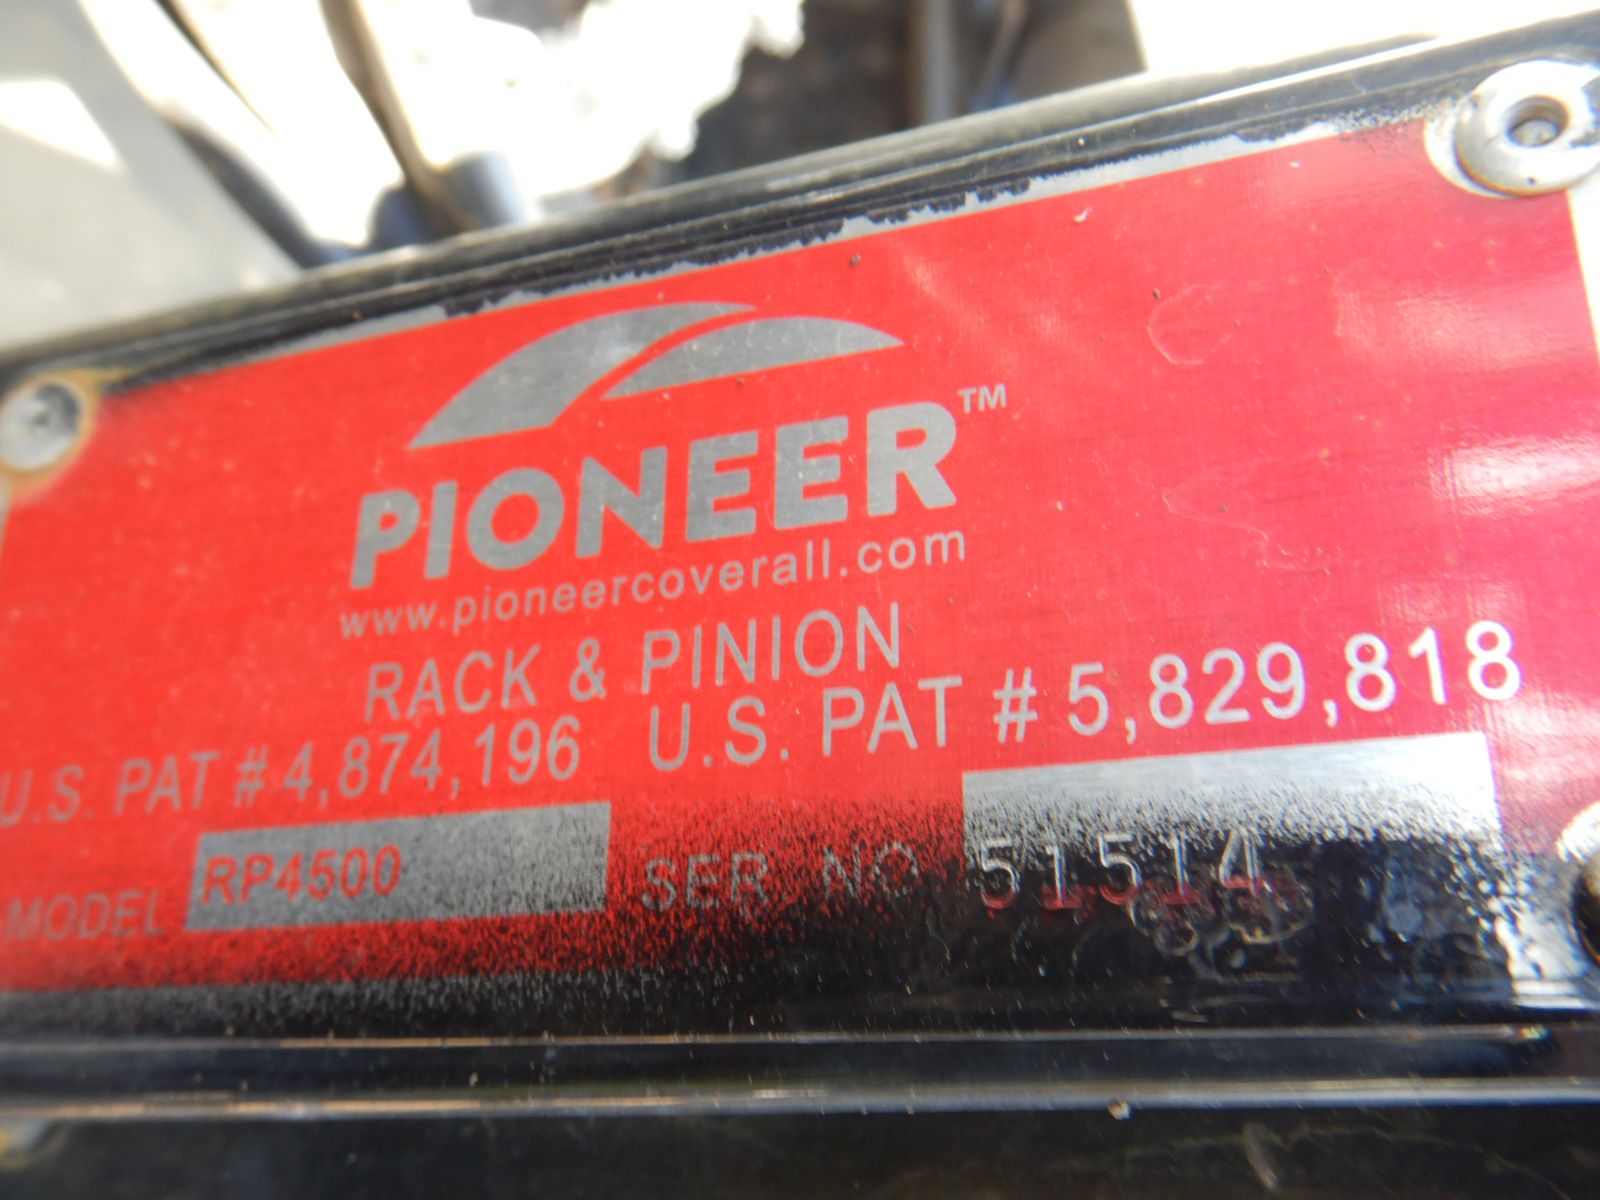 PIONEER™
www.pioneercoverall.com
RACK & PINION
U.S. PAT # 4,874,196 U.S. PAT # 5,829,818
MODEL RP4500 SER NO 51514